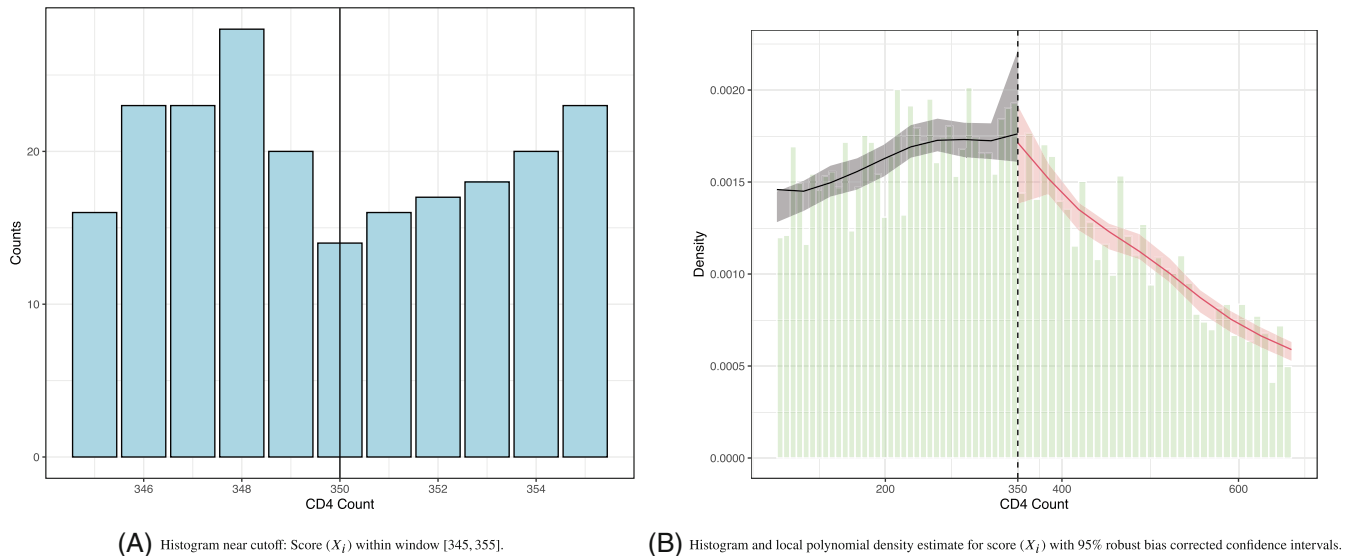 Counts
20
10
0
346
348
350
352
354
CD4 Count
(A) Histogram near cutoff: Score (Xᵢ) within window [345, 355].
Density
0.0020
0.0015
0.0010
0.0005
0.0000
200
350
400
600
CD4 Count
(B) Histogram and local polynomial density estimate for score (Xᵢ) with 95% robust bias corrected confidence intervals.